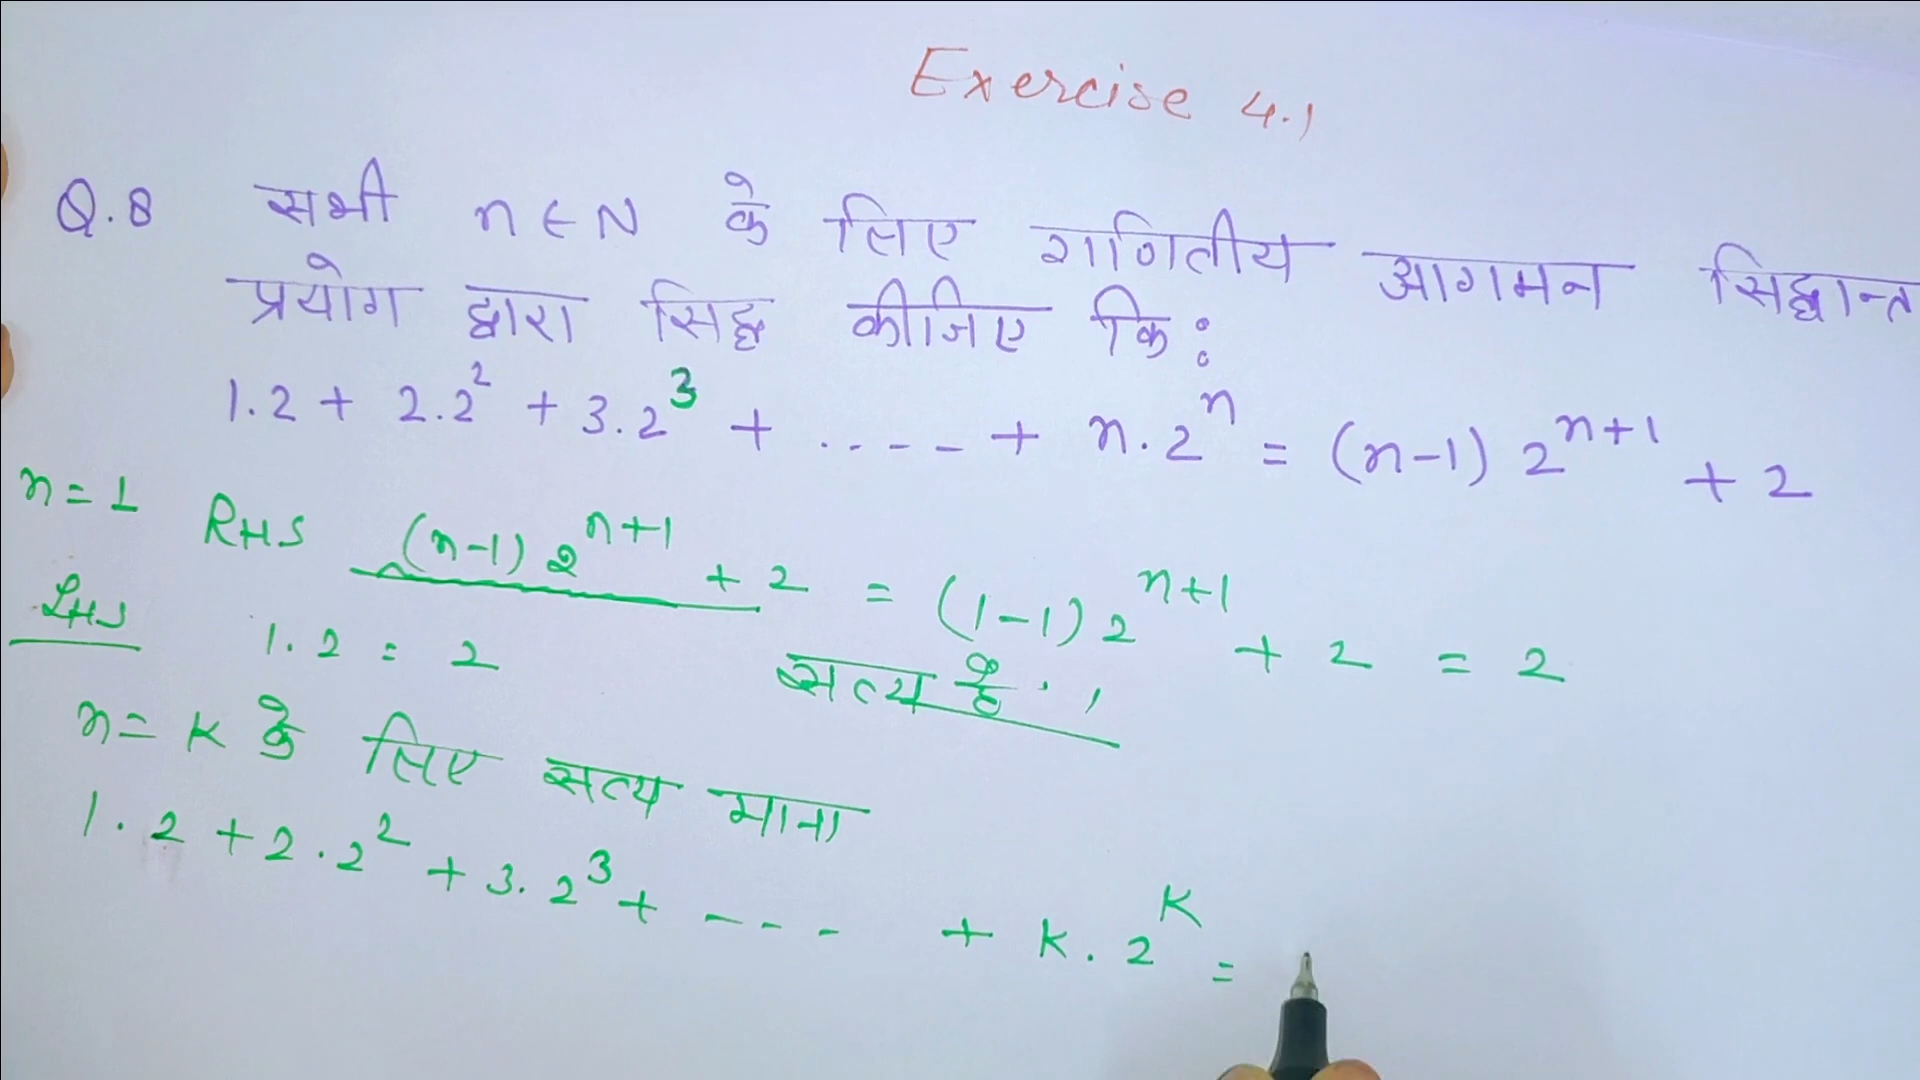 Exercise 4.1
Q.8 सभी n∈N के लिए गणितीय आगमन सिद्धान्त
प्रयोग द्वारा सिद्ध कीजिए कि:
1.2 + 2.2² + 3.2³ + ..... + n.2ⁿ = (n-1) 2ⁿ⁺¹ + 2
n=1 RHS (n-1) 2ⁿ⁺¹ + 2 = (1-1) 2ⁿ⁺¹ + 2 = 2
LHS 1.2 = 2 सत्य है।
n = K के लिए सत्य माना
1.2 + 2.2² + 3.2³ + ---- + K.2ᴷ =